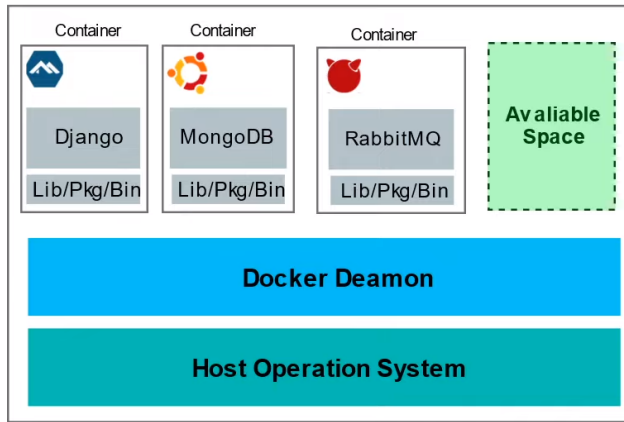 Container
Container
Container
Django
MongoDB
RabbitMQ
Avaliable
Space
Lib/Pkg/Bin
Lib/Pkg/Bin
Lib/Pkg/Bin
Docker Deamon
Host Operation System